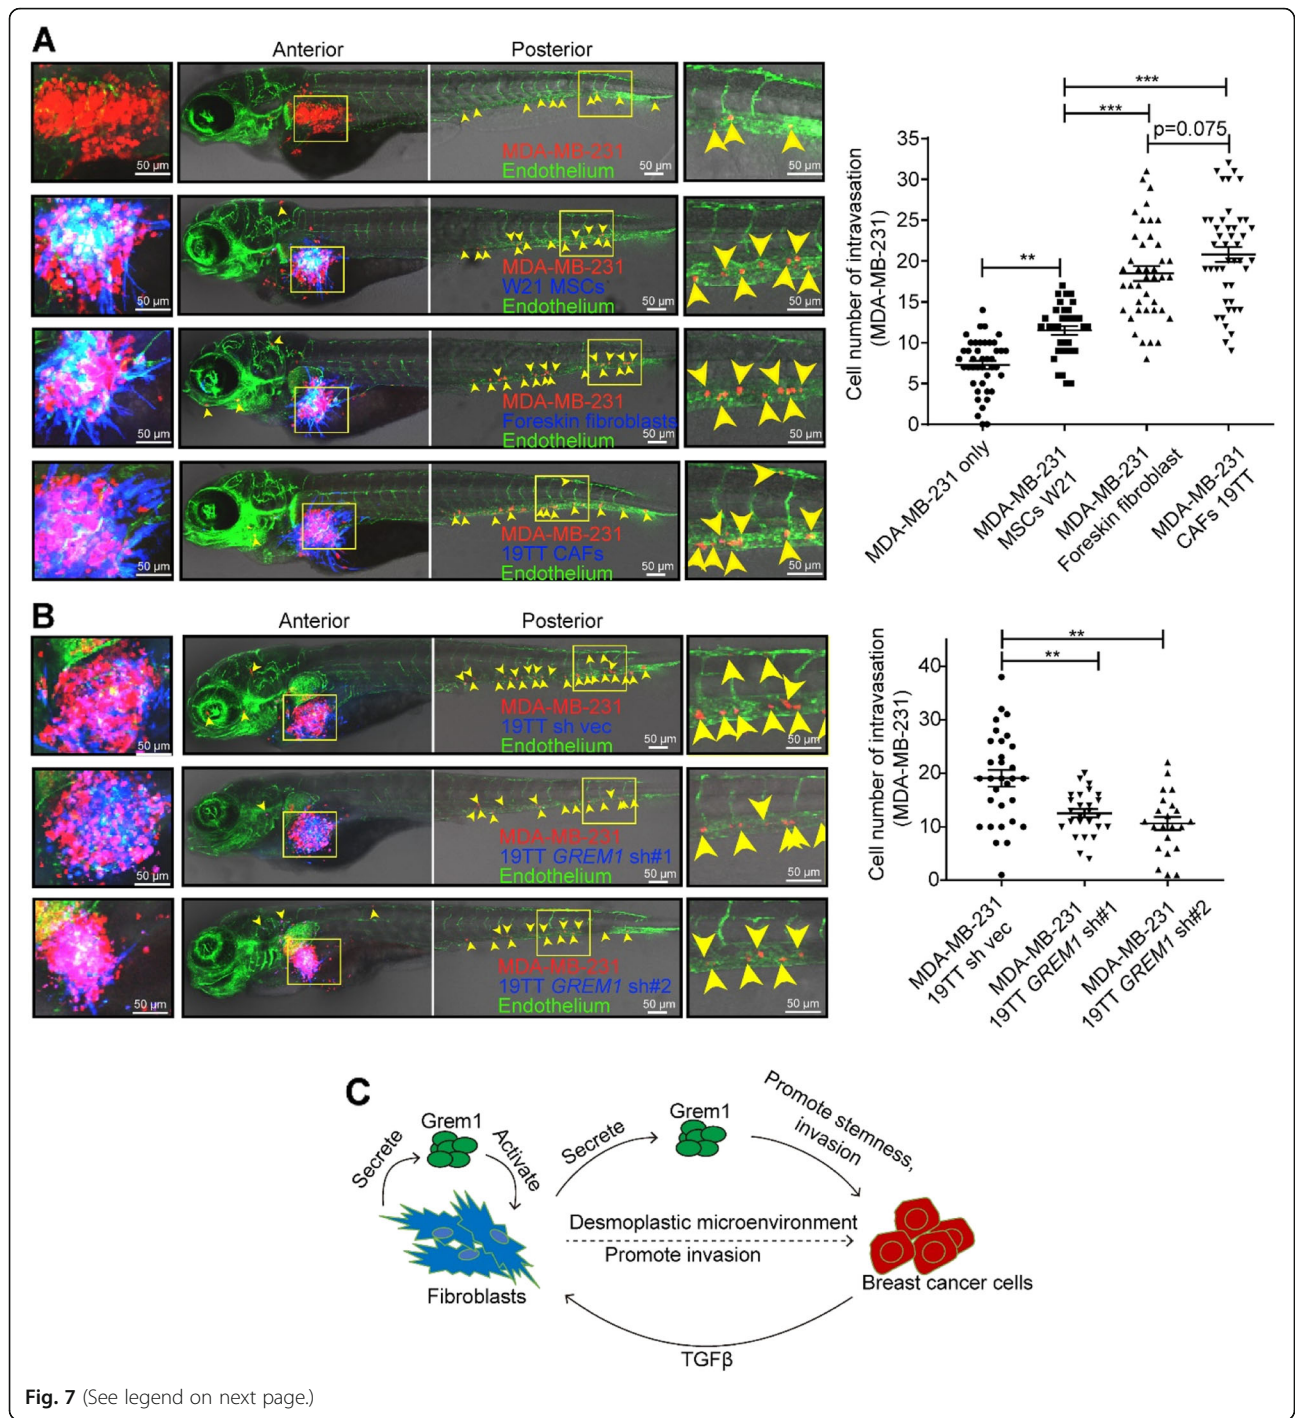 A
Anterior
Posterior
50 µm
MDA-MB-231
Endothelium
50 µm
50 µm
50 µm
MDA-MB-231
W21 MSCs
Endothelium
50 µm
50 µm
50 µm
MDA-MB-231
Foreskin fibroblasts
Endothelium
50 µm
50 µm
50 µm
MDA-MB-231
19TT CAFs
Endothelium
50 µm
50 µm
Cell number of intravasation
(MDA-MB-231)
35
30
25
20
15
10
5
0
**
***
***
p=0.075
MDA-MB-231 only
MDA-MB-231
MSCs W21
MDA-MB-231
Foreskin fibroblast
MDA-MB-231
CAFs 19TT
B
Anterior
Posterior
50 µm
MDA-MB-231
19TT sh vec
Endothelium
50 µm
50 µm
50 µm
MDA-MB-231
19TT GREM1 sh#1
Endothelium
50 µm
50 µm
50 µm
MDA-MB-231
19TT GREM1 sh#2
Endothelium
50 µm
50 µm
Cell number of intravasation
(MDA-MB-231)
40
30
20
10
0
**
**
MDA-MB-231
19TT sh vec
MDA-MB-231
19TT GREM1 sh#1
MDA-MB-231
19TT GREM1 sh#2
C
Secrete
Grem1
Activate
Secrete
Grem1
Promote stemness,
invasion
Desmoplastic microenvironment
Promote invasion
Fibroblasts
Breast cancer cells
TGFβ
Fig. 7 (See legend on next page.)